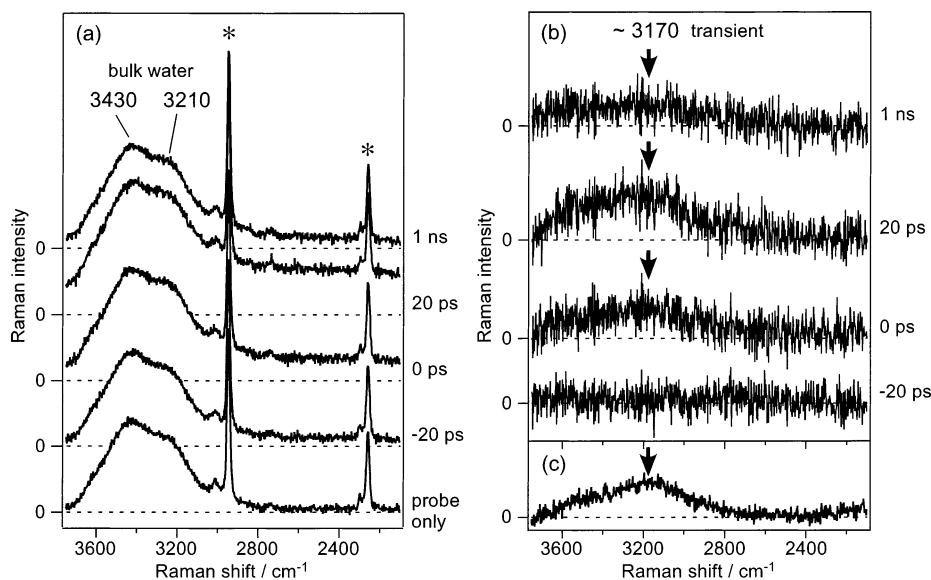 (a)
*
bulk water
3430 3210
*
0
1 ns
0
20 ps
0
0 ps
0
-20 ps
0
probe
only
Raman intensity
3600 3200 2800 2400
Raman shift / cm-1
(b)
~ 3170 transient
0
1 ns
0
20 ps
0
0 ps
0
-20 ps
Raman intensity
(c)
0
3600 3200 2800 2400
Raman shift / cm-1